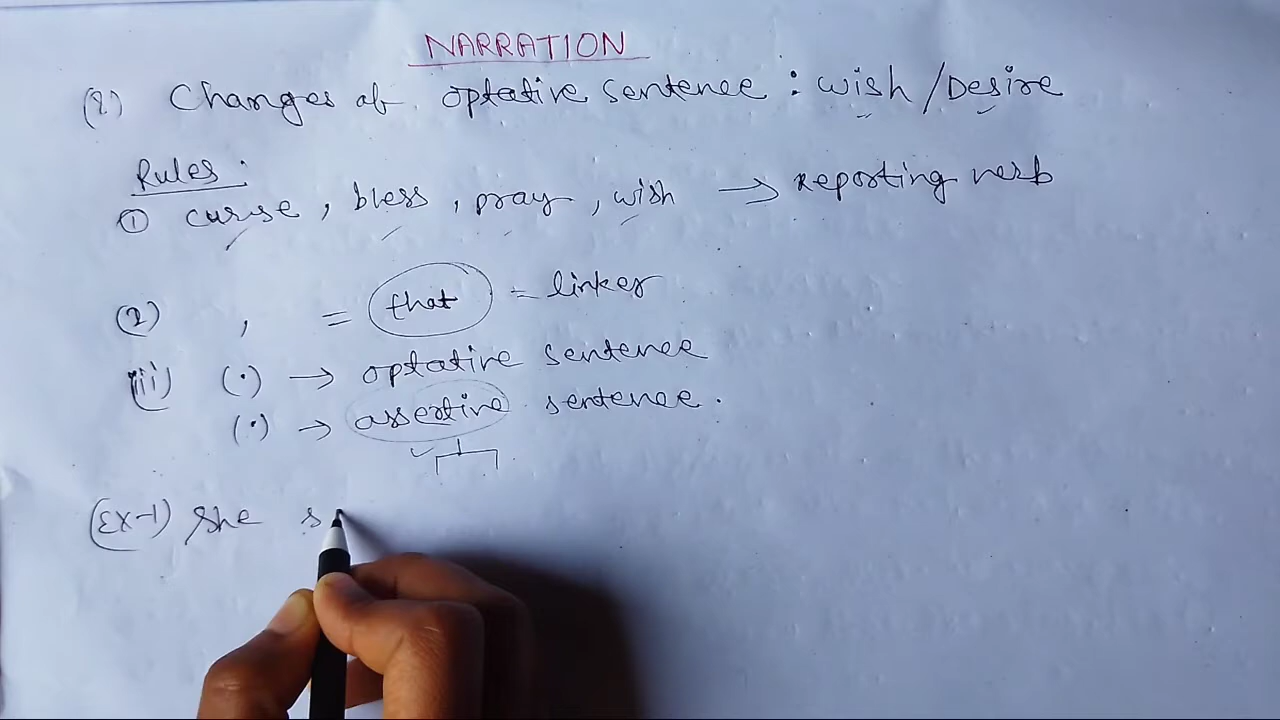 NARRATION
(2) Changes of optative sentence : wish/Desire
Rules :
① curse, bless, pray, wish → reporting verb
(2) , = that = linker
(iii) (.) → optative sentence
(.) → assertive sentence.
(Ex-1) She s